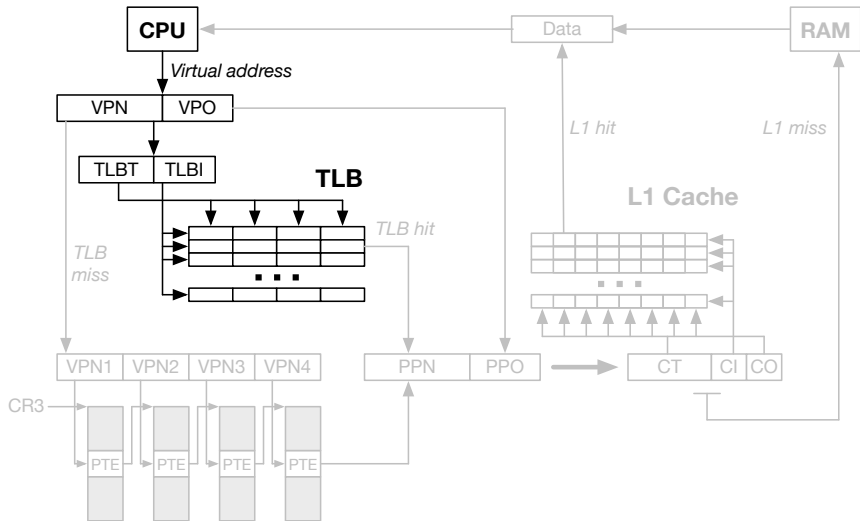 CPU
Data
RAM
Virtual address
VPN VPO
L1 hit
L1 miss
TLBT TLBI
TLB
L1 Cache
TLB hit
TLB
miss
VPN1 VPN2 VPN3 VPN4
PPN PPO
CT CI CO
CR3
PTE PTE PTE PTE